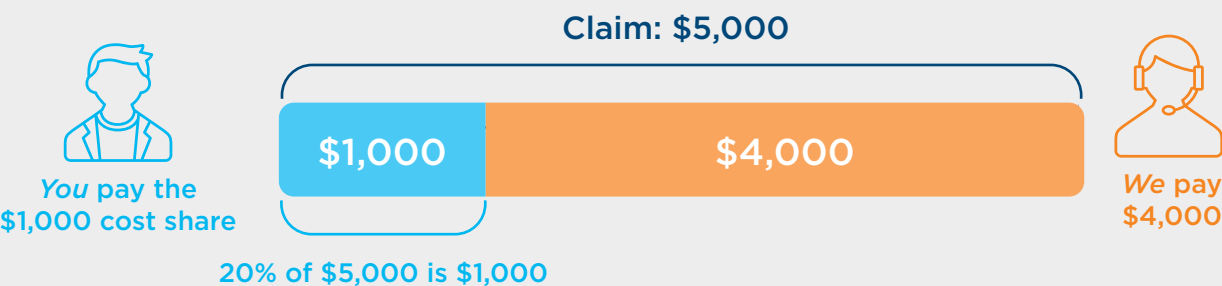 Claim: $5,000
$1,000
$4,000
You pay the
$1,000 cost share
We pay
$4,000
20% of $5,000 is $1,000